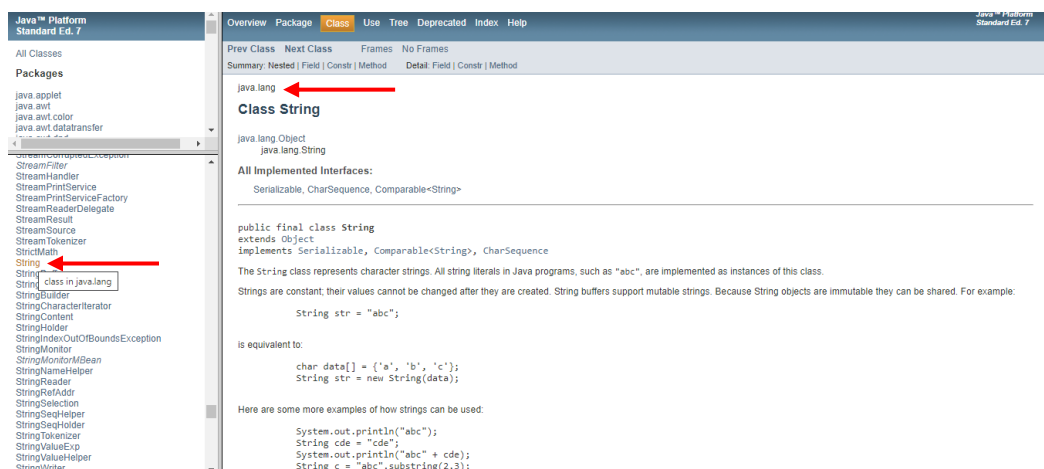 Java™ Platform
Standard Ed. 7
All Classes
Packages
java.applet
java.awt
java.awt.color
java.awt.datatransfer
java.awt.dnd
StreamCorruptedException
StreamFilter
StreamHandler
StreamPrintService
StreamPrintServiceFactory
StreamReaderDelegate
StreamResult
StreamSource
StreamTokenizer
StrictMath
String
class in java.lang
StringBuilder
StringCharacterIterator
StringContent
StringHolder
StringIndexOutOfBoundsException
StringMonitor
StringMonitorMBean
StringNameHelper
StringReader
StringRefAddr
StringSelection
StringSeqHelper
StringSeqHolder
StringTokenizer
StringValueExp
StringValueHelper
StringWriter
Overview Package Class Use Tree Deprecated Index Help
Java™ Platform
Standard Ed. 7
Prev Class Next Class Frames No Frames
Summary: Nested | Field | Constr | Method Detail: Field | Constr | Method
java.lang
Class String
java.lang.Object
java.lang.String
All Implemented Interfaces:
Serializable, CharSequence, Comparable<String>
public final class String
extends Object
implements Serializable, Comparable<String>, CharSequence
The String class represents character strings. All string literals in Java programs, such as "abc", are implemented as instances of this class.
Strings are constant; their values cannot be changed after they are created. String buffers support mutable strings. Because String objects are immutable they can be shared. For example:
String str = "abc";
is equivalent to:
char data[] = {'a', 'b', 'c'};
String str = new String(data);
Here are some more examples of how strings can be used:
System.out.println("abc");
String cde = "cde";
System.out.println("abc" + cde);
String c = "abc".substring(2,3);